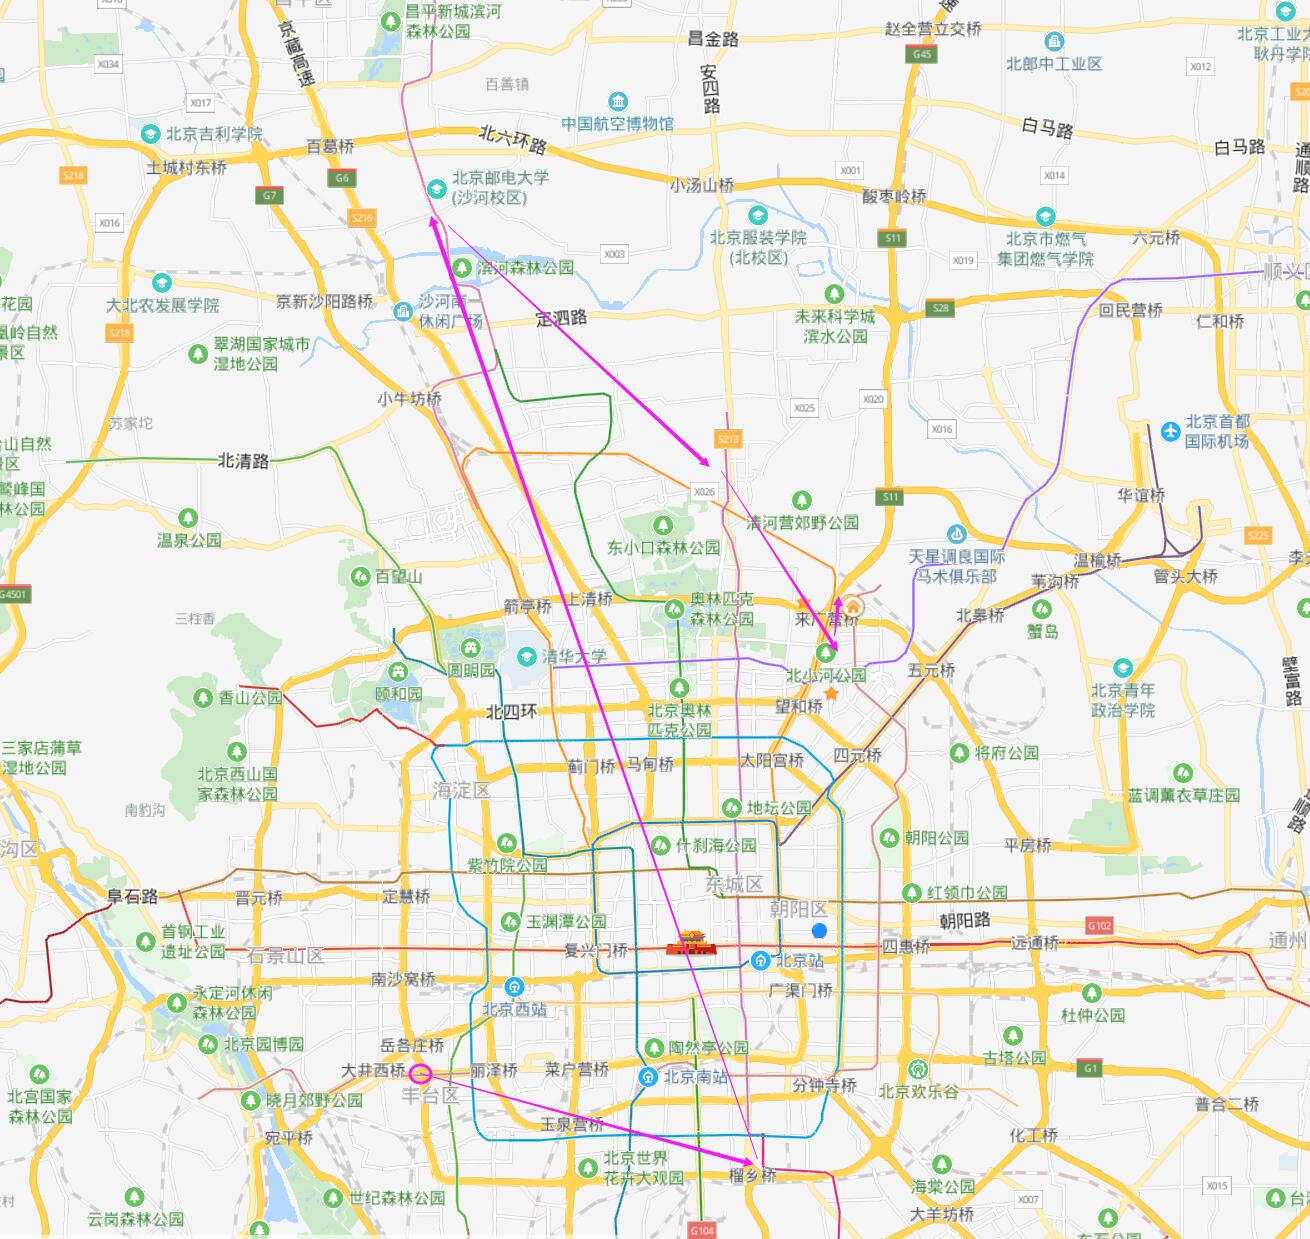 昌平新城滨河
森林公园
京藏高速
昌金路
安四路
赵全营立交桥
G45
北郎中工业区
X034
X017
百善镇
中国航空博物馆
X012
北京吉利学院
百葛桥
北六环路
白马路
白马路
通顺路
土城村东桥
S218
G6
G7
北京邮电大学
(沙河校区)
小汤山桥
X001
酸枣岭桥
X014
S216
X016
北京服装学院
(北校区)
S11
北京市燃气
集团燃气学院
六元桥
X003
X019
滨河森林公园
大北农发展学院
京新沙阳路桥
沙河南一
休闲广场
定泗路
未来科学城
滨水公园
S28
回民营桥
仁和桥
S218
翠湖国家城市
湿地公园
小牛坊桥
X025
X020
苏家坨
S213
X016
北京首都
国际机场
北清路
X026
S11
华谊桥
温泉公园
东小口森林公园
清河营郊野公园
天星调良国际
马术俱乐部
S225
温榆桥
苇沟桥
管头大桥
百望山
G4501
箭亭桥
上清桥
奥林匹克
森林公园
来广营桥
北皋桥
蟹岛
三柱香
清华大学
圆明园
颐和园
北小河公园
五元桥
北京青年
政治学院
壁富路
香山公园
北四环
北京奥林
匹克公园
望和桥
三家店蒲草
湿地公园
北京西山国
家森林公园
海淀区
蓟门桥
马甸桥
太阳宫桥
四元桥
将府公园
蓝调薰衣草庄园
南豹沟
地坛公园
紫竹院公园
什刹海公园
朝阳公园
平房桥
阜石路
晋元桥
定慧桥
东城区
朝阳区
红领巾公园
朝阳路
G102
首钢工业
遗址公园
玉渊潭公园
石景山区
复兴门桥
北京站
四惠桥
远通桥
通州
南沙窝桥
永定河休闲
森林公园
北京西站
广渠门桥
杜仲公园
北京园博园
岳各庄桥
陶然亭公园
古塔公园
大井西桥
丽泽桥
菜户营桥
北京南站
分钟寺桥
北京欢乐谷
G1
北宫国家
森林公园
丰台区
晓月郊野公园
普合二桥
宛平桥
玉泉营桥
化工桥
北京世界
花卉大观园
榴乡桥
海棠公园
X007
X015
世纪森林公园
云岗森林公园
大羊坊桥
G104